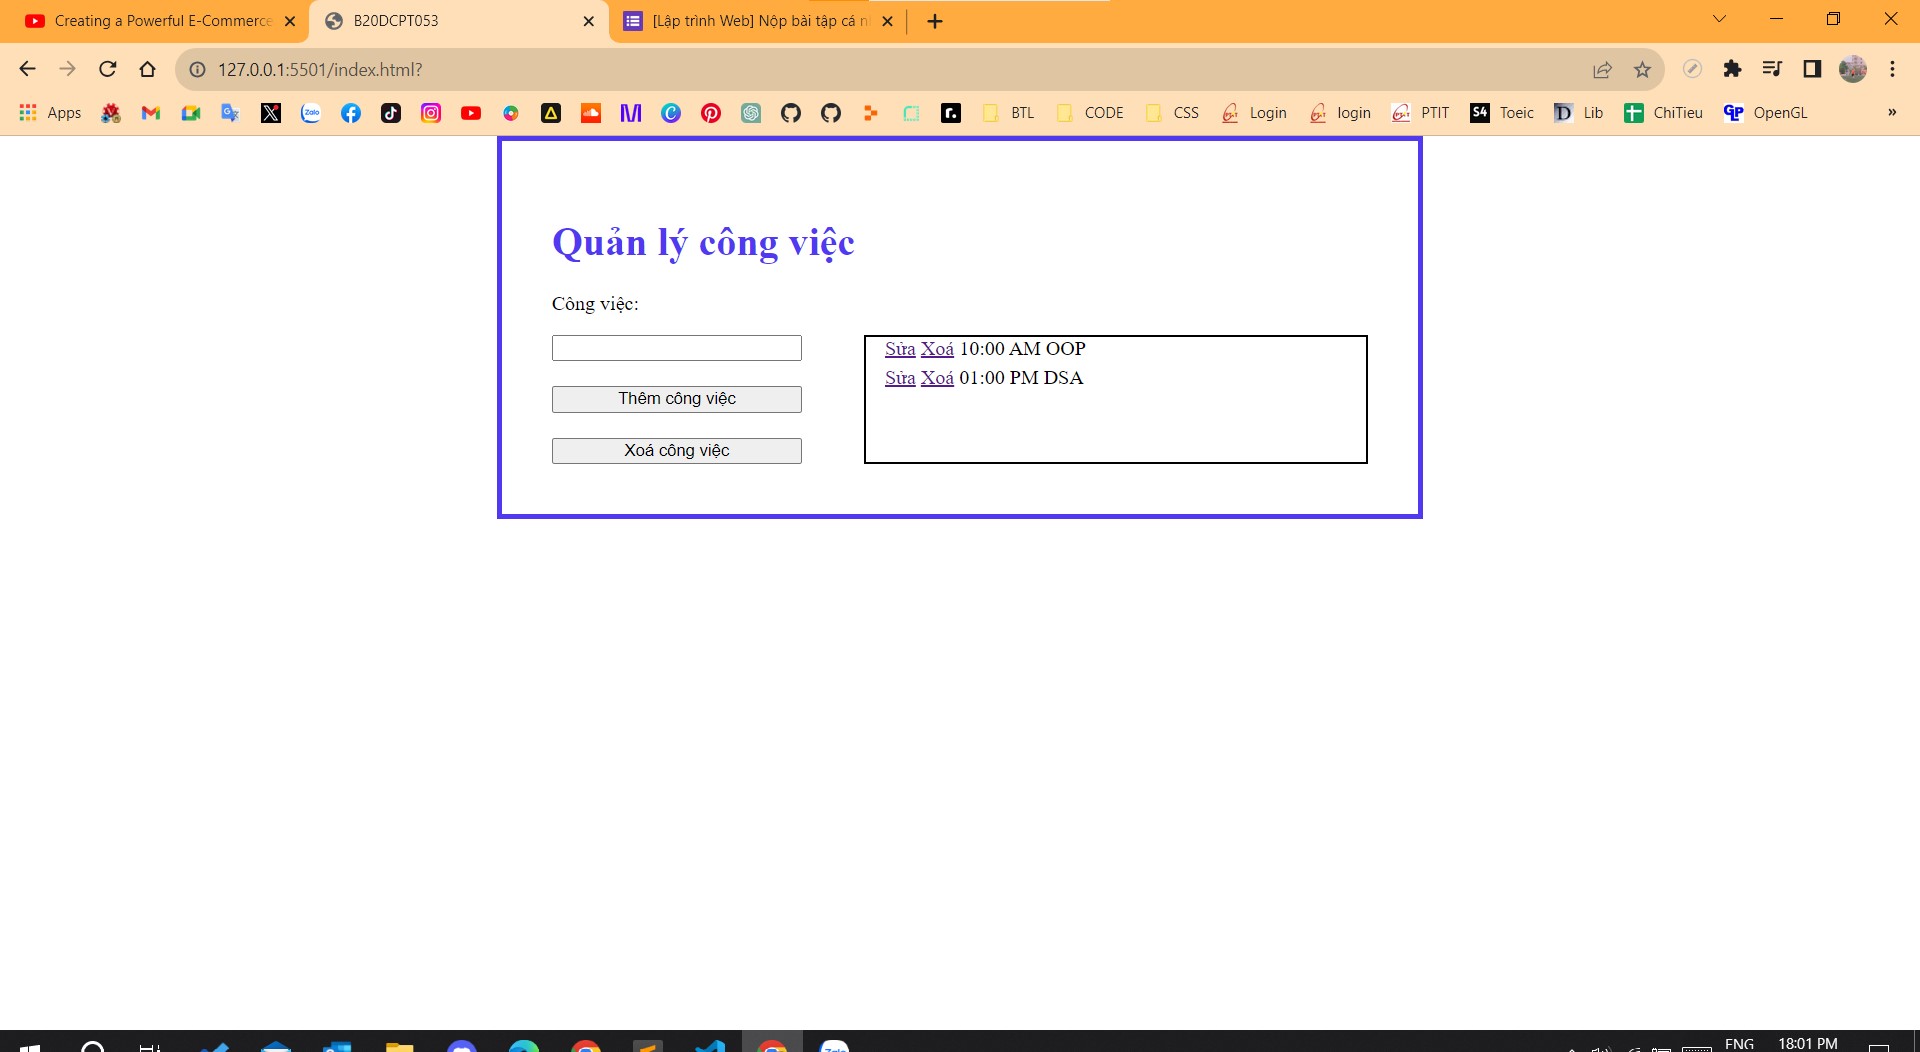 Creating a Powerful E-Commerce
B20DCPT053
[Lập trình Web] Nộp bài tập cá n
127.0.0.1:5501/index.html?
Apps
Zalo
BTL
CODE
CSS
Login
login
PTIT
S4 Toeic
D Lib
ChiTieu
GLP OpenGL
»
Quản lý công việc
Công việc:
Sửa Xoá 10:00 AM OOP
Sửa Xoá 01:00 PM DSA
Thêm công việc
Xoá công việc
ENG
18:01 PM